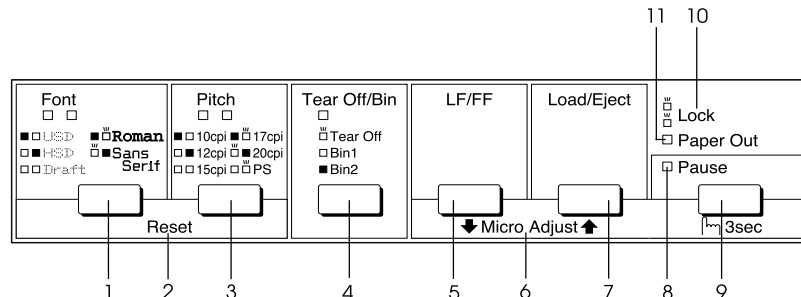 11 10
Font
Pitch
Tear Off/Bin
LF/FF
Load/Eject
Lock
Paper Out
Pause
USD Roman
HSD Sans Serif
Draft
10cpi 17cpi
12cpi 20cpi
15cpi PS
Tear Off
Bin1
Bin2
Reset
Micro Adjust
3sec
1 2 3 4 5 6 7 8 9